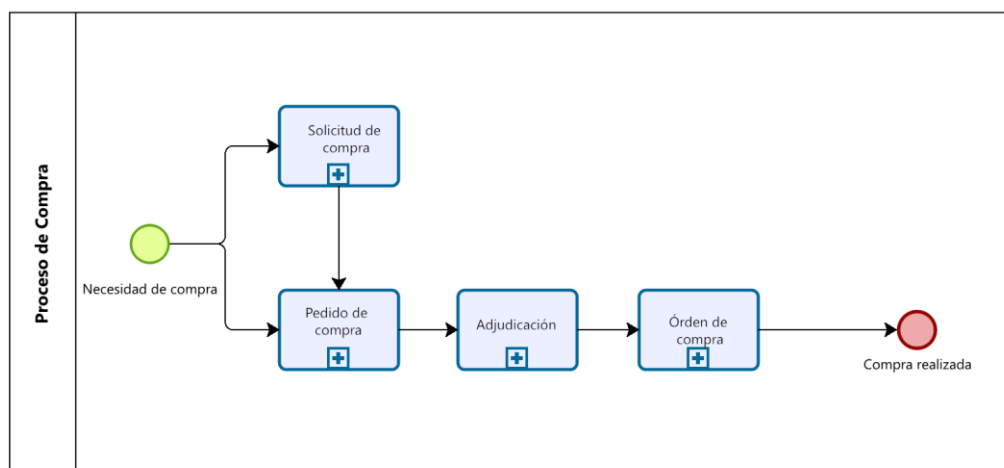 Proceso de Compra
Solicitud de
compra
Necesidad de compra
Pedido de
compra
Adjudicación
Órden de
compra
Compra realizada